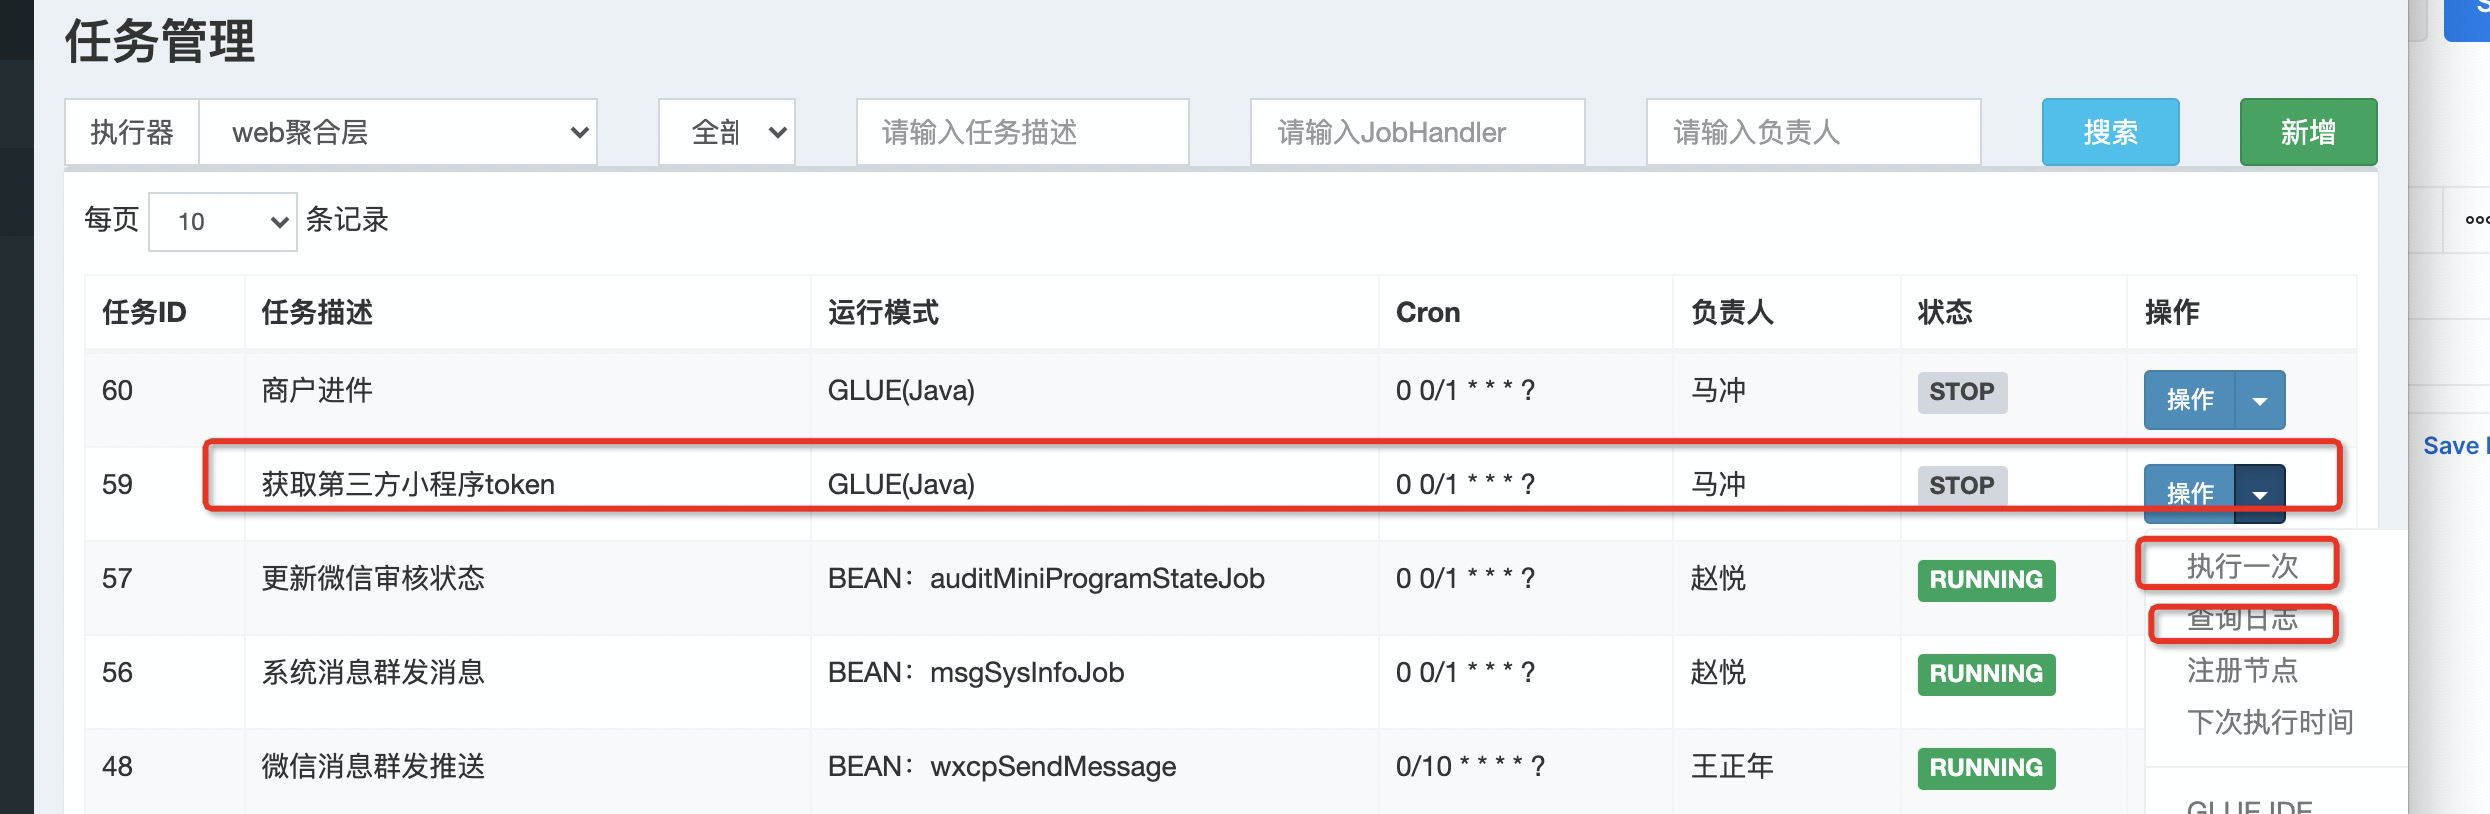 任务管理
执行器 web聚合层 全部 请输入任务描述 请输入JobHandler 请输入负责人 搜索 新增
每页 10 条记录
任务ID 任务描述 运行模式 Cron 负责人 状态 操作
60 商户进件 GLUE(Java) 0 0/1 * * * ? 马冲 STOP 操作
Save
59 获取第三方小程序token GLUE(Java) 0 0/1 * * * ? 马冲 STOP 操作
执行一次
57 更新微信审核状态 BEAN：auditMiniProgramStateJob 0 0/1 * * * ? 赵悦 RUNNING
查询日志
56 系统消息群发消息 BEAN：msgSysInfoJob 0 0/1 * * * ? 赵悦 RUNNING
注册节点
下次执行时间
48 微信消息群发推送 BEAN：wxcpSendMessage 0/10 * * * * ? 王正年 RUNNING
GLUE IDE